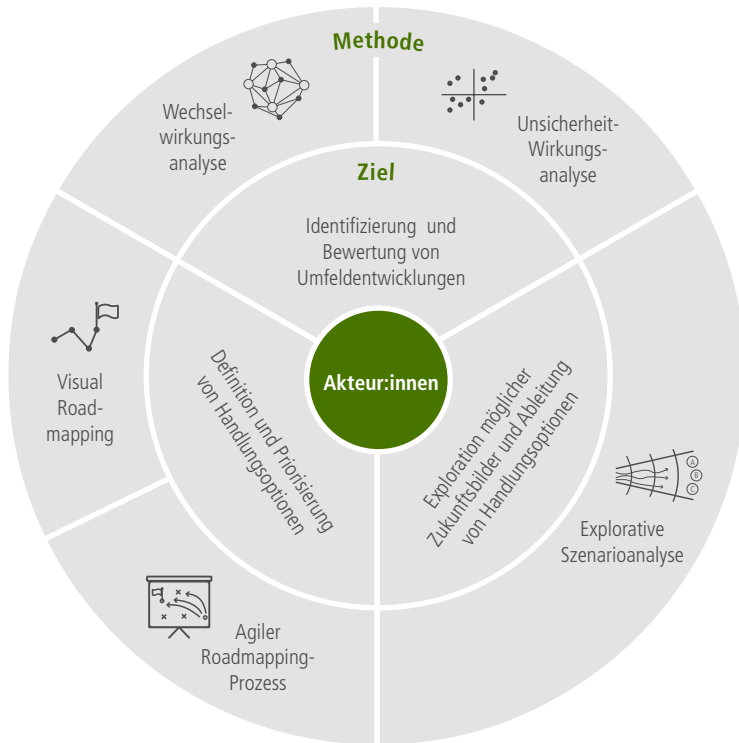 Methode
Wechsel-
wirkungs-
analyse
Unsicherheit-
Wirkungs-
analyse
Ziel
Identifizierung und
Bewertung von
Umfeldentwicklungen
Akteur:innen
Definition und Priorisierung
von Handlungsoptionen
Exploration möglicher
Zukunftsbilder und Ableitung
von Handlungsoptionen
Visual
Road-
mapping
A
B
C
Explorative
Szenarioanalyse
Agiler
Roadmapping-
Prozess